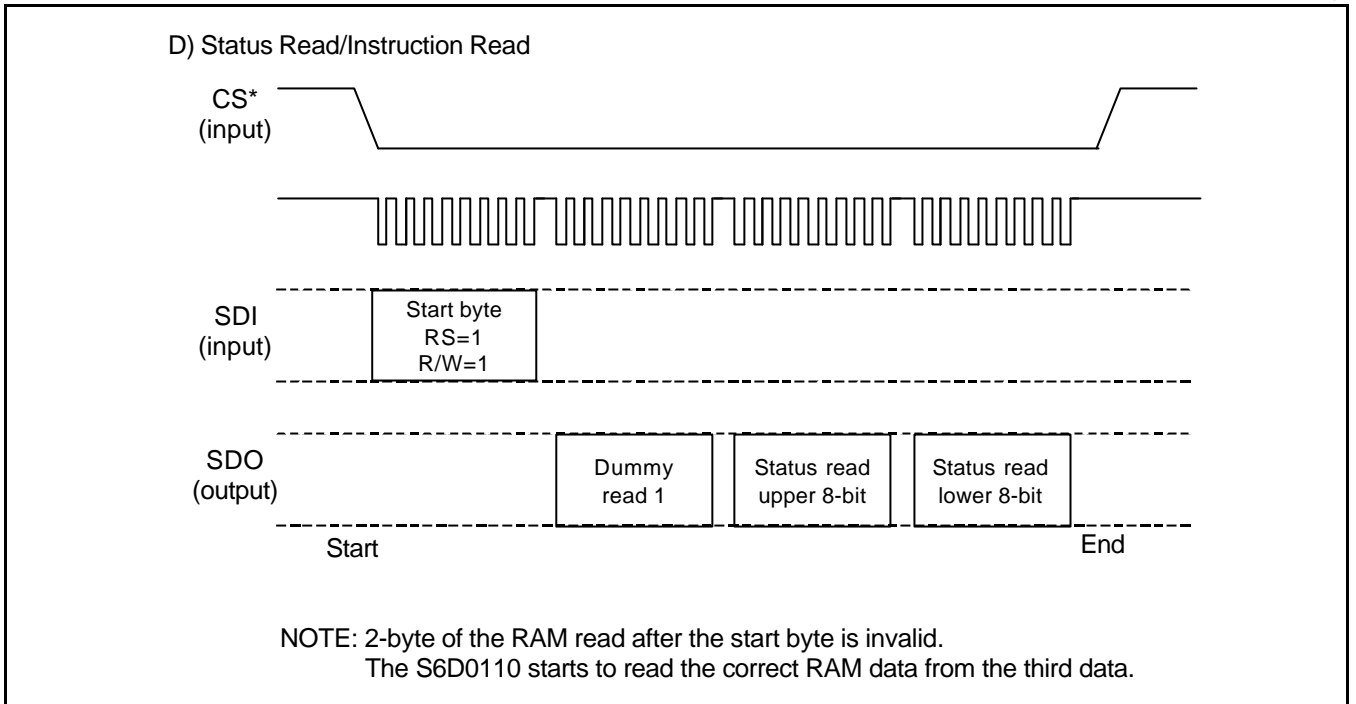 D) Status Read/Instruction Read
CS*
(input)
SDI
(input)
Start byte
RS=1
R/W=1
SDO
(output)
Dummy
read 1
Status read
upper 8-bit
Status read
lower 8-bit
Start
End
NOTE: 2-byte of the RAM read after the start byte is invalid.
The S6D0110 starts to read the correct RAM data from the third data.